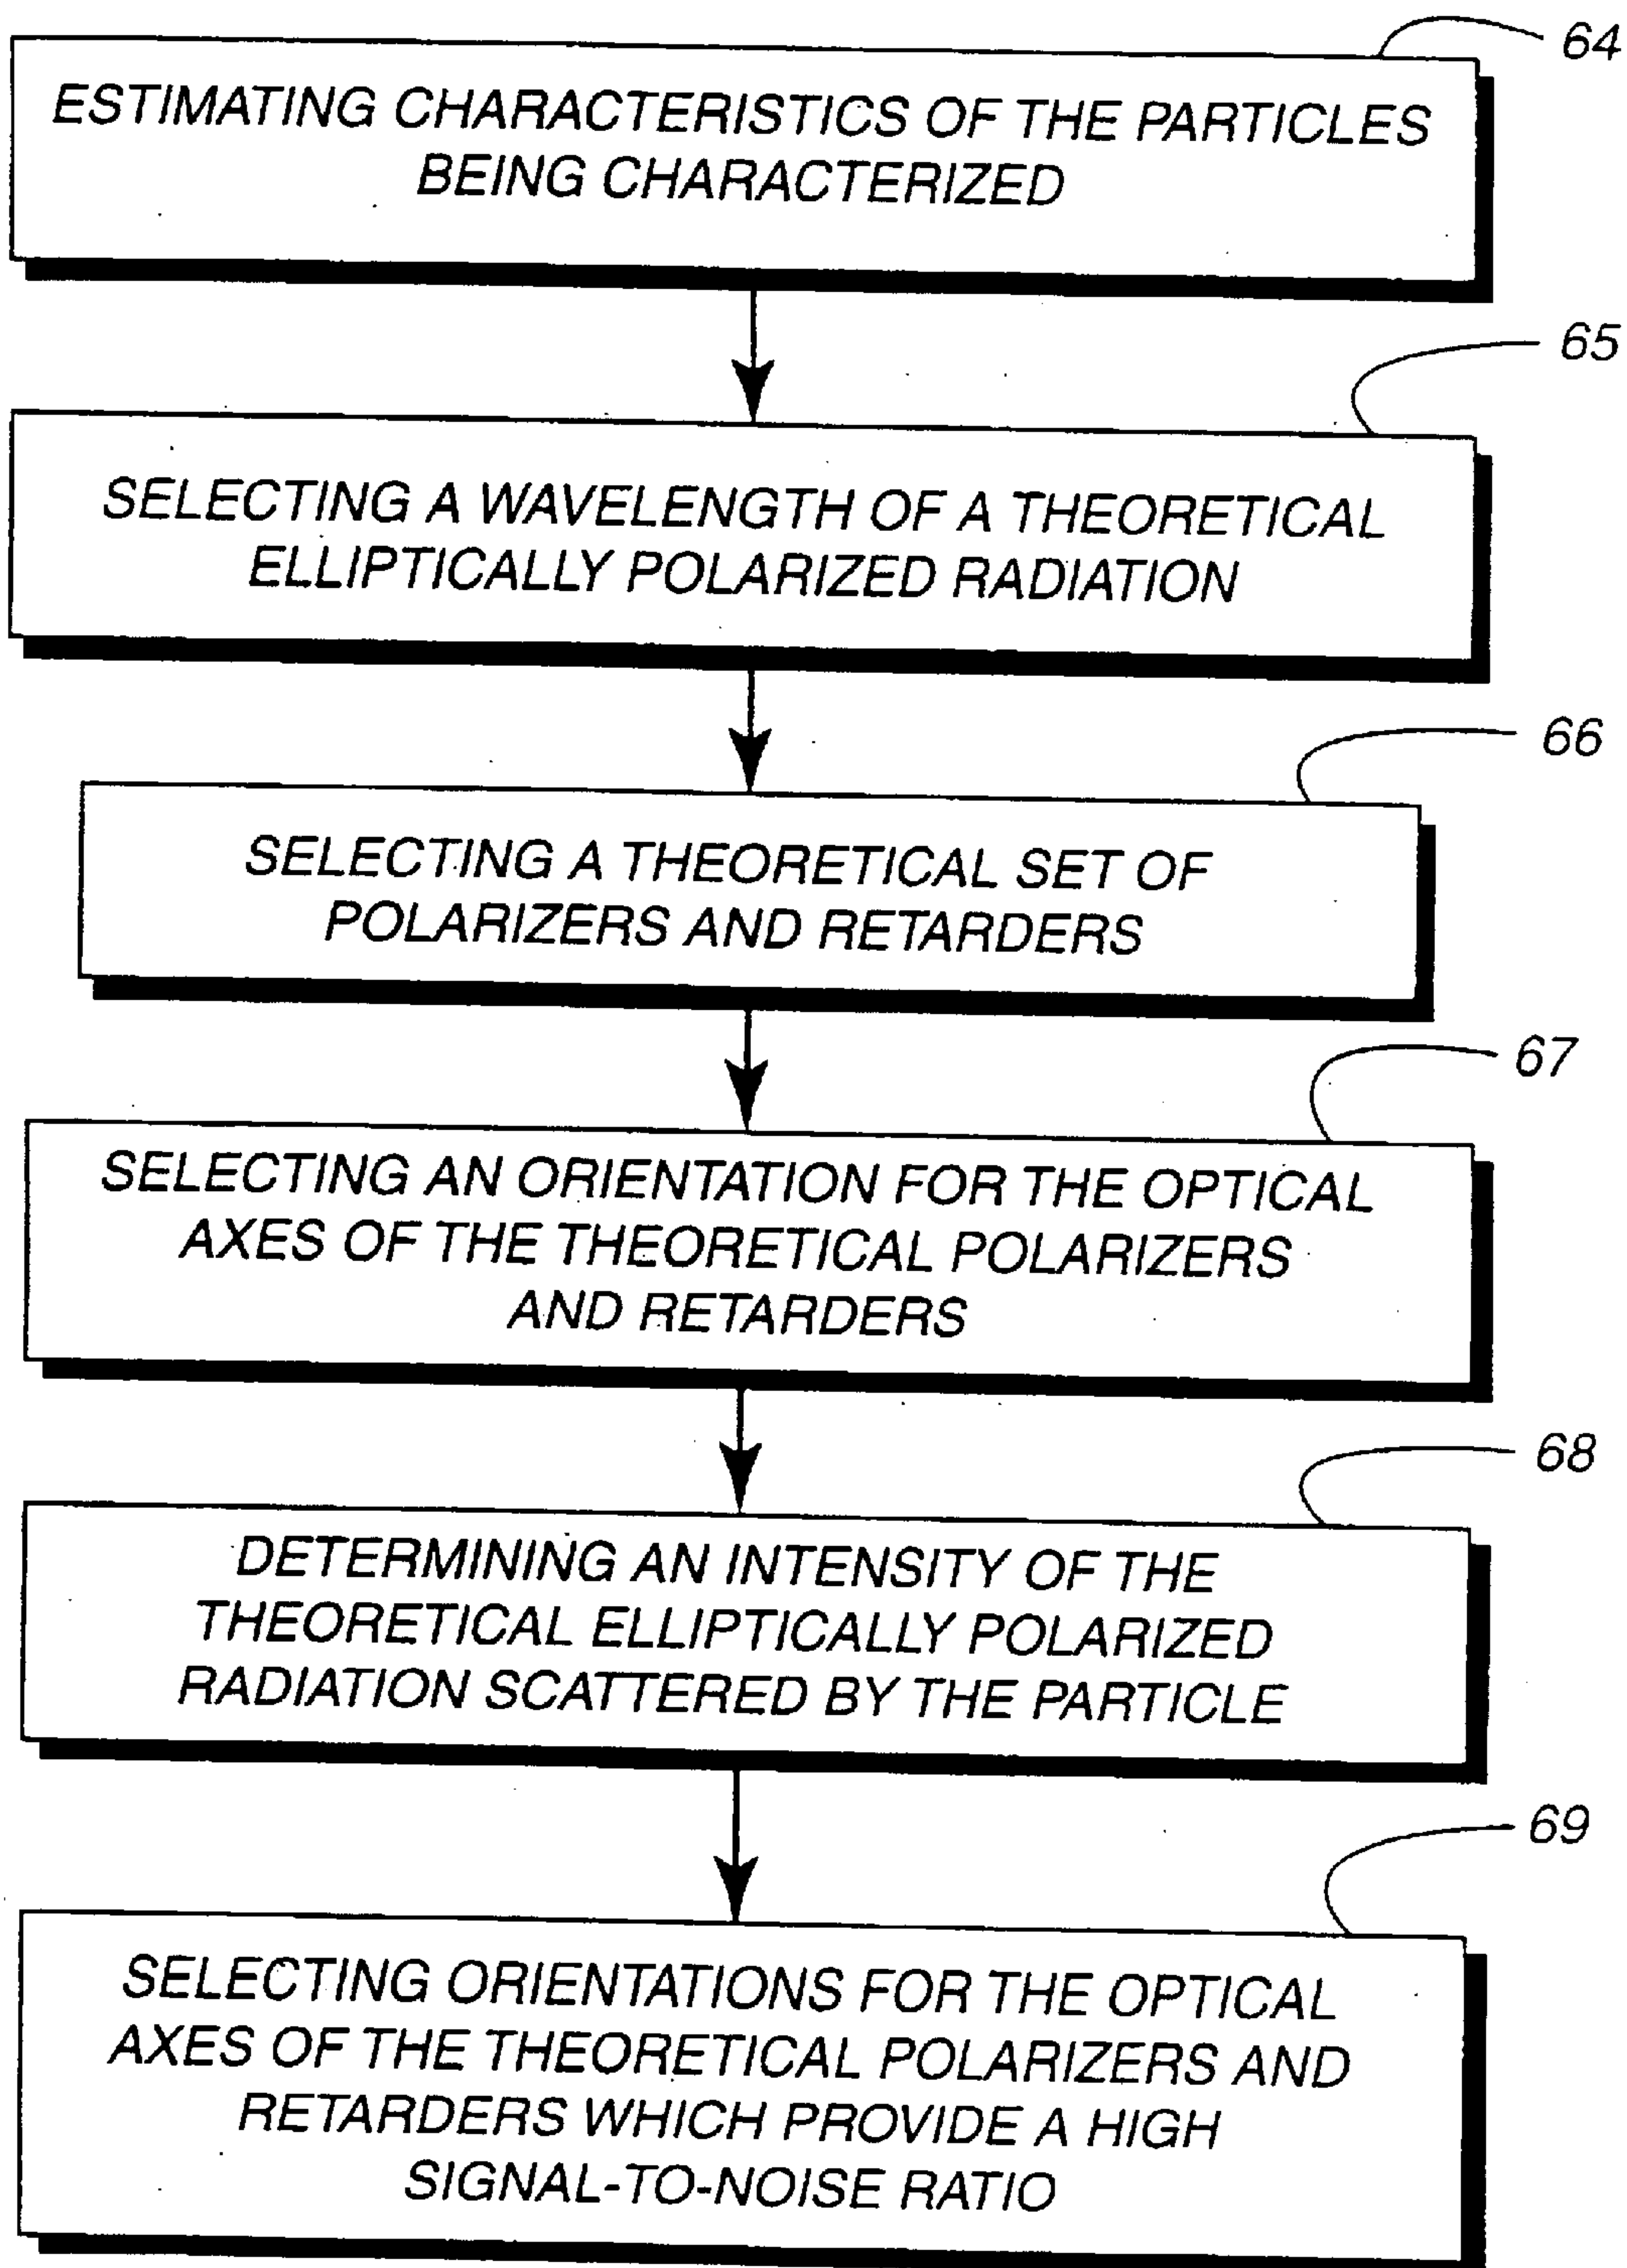 64
ESTIMATING CHARACTERISTICS OF THE PARTICLES
BEING CHARACTERIZED
65
SELECTING A WAVELENGTH OF A THEORETICAL
ELLIPTICALLY POLARIZED RADIATION
66
SELECTING A THEORETICAL SET OF
POLARIZERS AND RETARDERS
67
SELECTING AN ORIENTATION FOR THE OPTICAL
AXES OF THE THEORETICAL POLARIZERS
AND RETARDERS
68
DETERMINING AN INTENSITY OF THE
THEORETICAL ELLIPTICALLY POLARIZED
RADIATION SCATTERED BY THE PARTICLE
69
SELECTING ORIENTATIONS FOR THE OPTICAL
AXES OF THE THEORETICAL POLARIZERS AND
RETARDERS WHICH PROVIDE A HIGH
SIGNAL-TO-NOISE RATIO